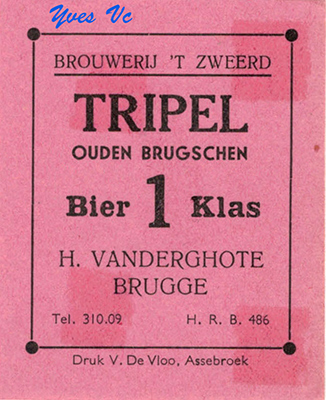 Yves Vc
BROUWERIJ 'T ZWEERD
TRIPEL
OUDEN BRUGSCHEN
Bier 1 Klas
H. VANDERGHOTE
BRUGGE
Tel. 310.09 H. R. B. 486
Druk V. De Vloo, Assebroek